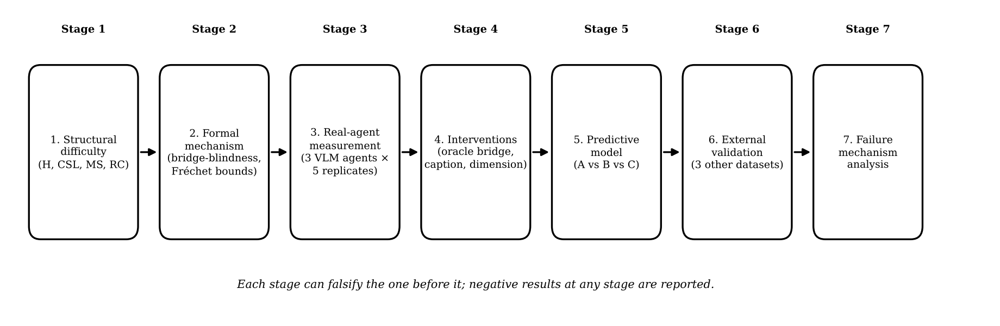 Stage 1
Stage 2
Stage 3
Stage 4
Stage 5
Stage 6
Stage 7
1. Structural
difficulty
(H, CSL, MS, RC)
2. Formal
mechanism
(bridge-blindness,
Fréchet bounds)
3. Real-agent
measurement
(3 VLM agents ×
5 replicates)
4. Interventions
(oracle bridge,
caption, dimension)
5. Predictive
model
(A vs B vs C)
6. External
validation
(3 other datasets)
7. Failure
mechanism
analysis
Each stage can falsify the one before it; negative results at any stage are reported.